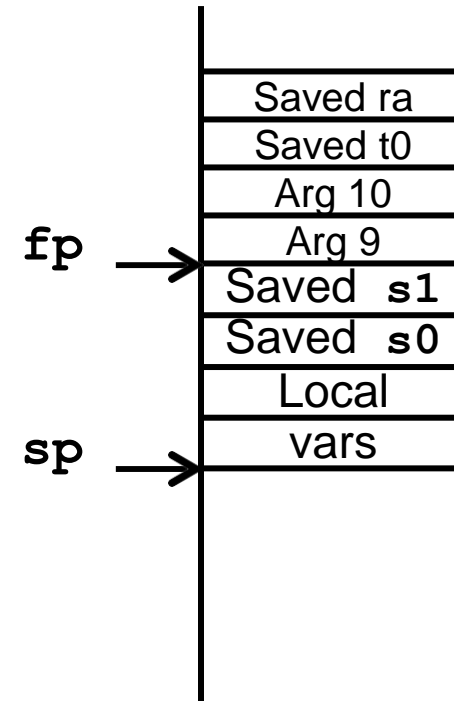 Saved ra
Saved t0
Arg 10
fp
Arg 9
Saved s1
Saved s0
Local
sp
vars